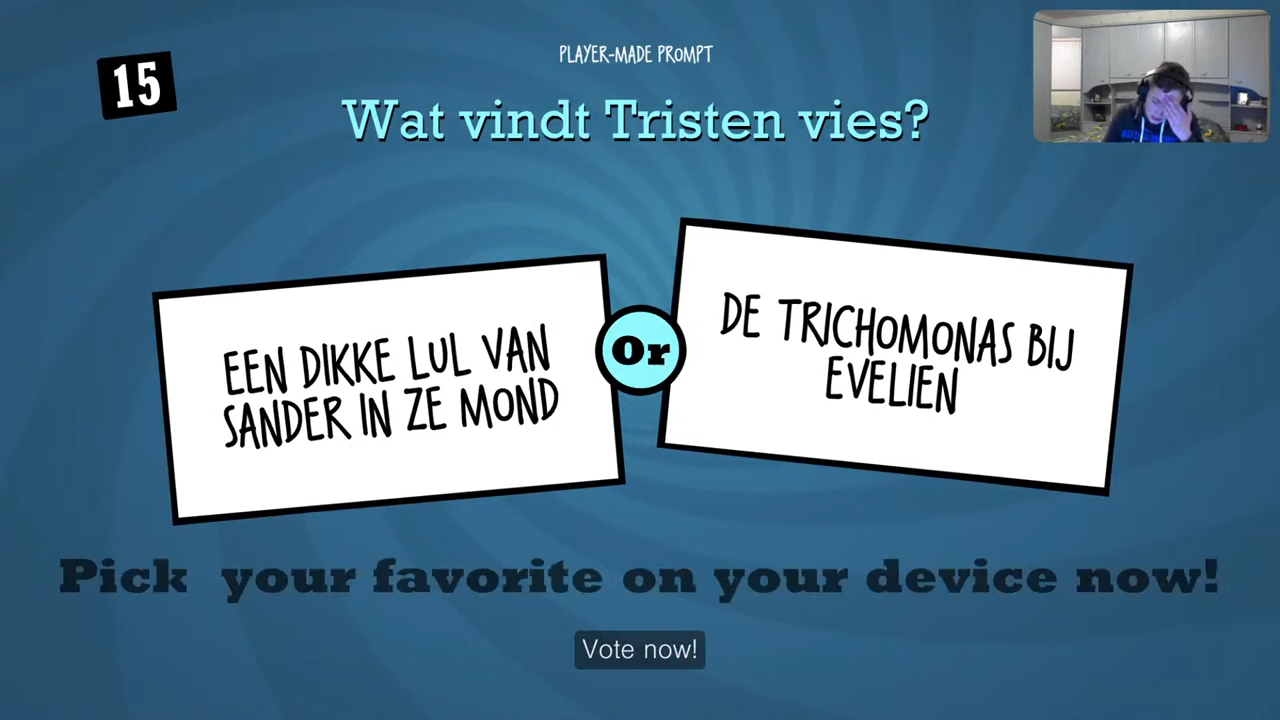 PLAYER-MADE PROMPT
15
Wat vindt Tristen vies?
EEN DIKKE LUL VAN
SANDER IN ZE MOND
Or
DE TRICHOMONAS BIJ
EVELIEN
Pick your favorite on your device now!
Vote now!